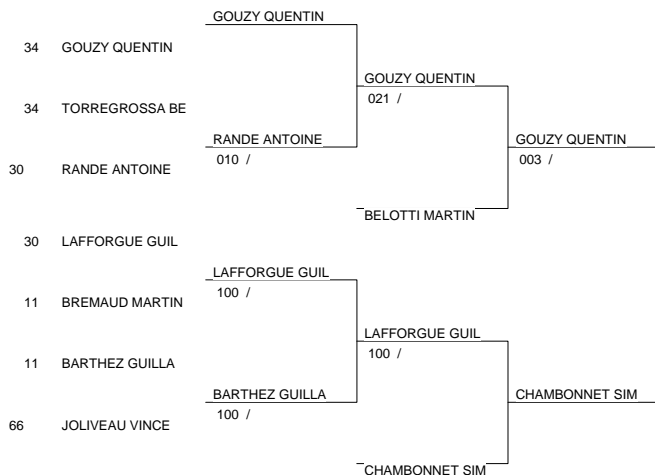 GOUZY QUENTIN
34 GOUZY QUENTIN
GOUZY QUENTIN
021 /
34 TORREGROSSA BE
RANDE ANTOINE
010 /
GOUZY QUENTIN
003 /
30 RANDE ANTOINE
BELOTTI MARTIN
30 LAFFORGUE GUIL
LAFFORGUE GUIL
100 /
11 BREMAUD MARTIN
LAFFORGUE GUIL
100 /
11 BARTHEZ GUILLA
BARTHEZ GUILLA
100 /
CHAMBONNET SIM
66 JOLIVEAU VINCE
CHAMBONNET SIM